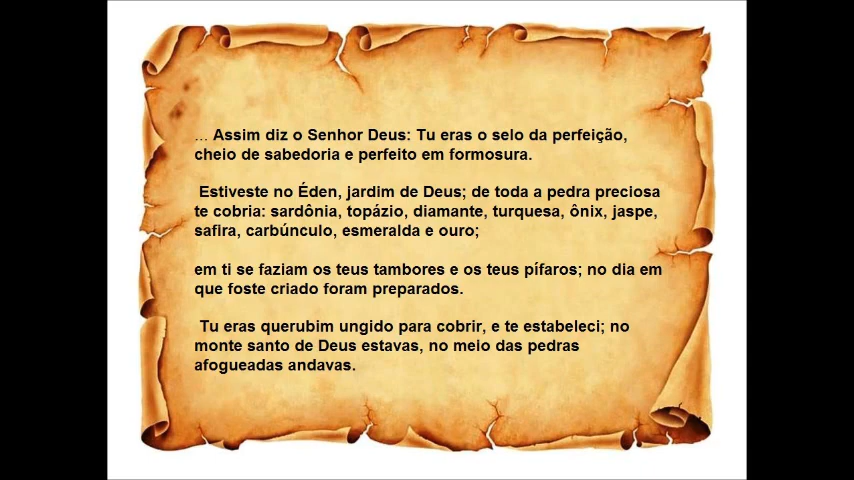 ... Assim diz o Senhor Deus: Tu eras o selo da perfeição,
cheio de sabedoria e perfeito em formosura.
Estiveste no Éden, jardim de Deus; de toda a pedra preciosa
te cobria: sardônia, topázio, diamante, turquesa, ônix, jaspe,
safira, carbúnculo, esmeralda e ouro;
em ti se faziam os teus tambores e os teus pífaros; no dia em
que foste criado foram preparados.
Tu eras querubim ungido para cobrir, e te estabeleci; no
monte santo de Deus estavas, no meio das pedras
afogueadas andavas.